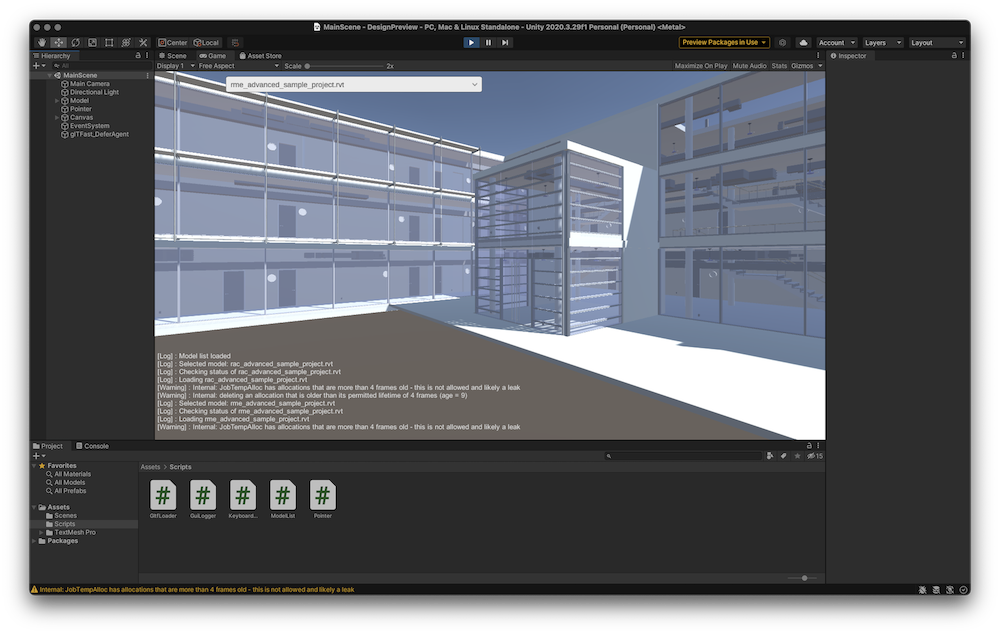 MainScene - DesignPreview - PC, Mac & Linux Standalone - Unity 2020.3.29f1 Personal (Personal) <Metal>
Center Local
Preview Packages in Use
Account
Layers
Layout
Hierarchy
All
MainScene
Main Camera
Directional Light
Model
Pointer
Canvas
EventSystem
glTFast_DeferAgent
Scene Game Asset Store
Display 1 Free Aspect Scale 2x Maximize On Play Mute Audio Stats Gizmos
rme_advanced_sample_project.rvt
[Log] : Model list loaded
[Log] : Selected model: rac_advanced_sample_project.rvt
[Log] : Checking status of rac_advanced_sample_project.rvt
[Log] : Loading rac_advanced_sample_project.rvt
[Warning] : Internal: JobTempAlloc has allocations that are more than 4 frames old - this is not allowed and likely a leak
[Warning] : Internal: deleting an allocation that is older than its permitted lifetime of 4 frames (age = 9)
[Log] : Selected model: rme_advanced_sample_project.rvt
[Log] : Checking status of rme_advanced_sample_project.rvt
[Log] : Loading rme_advanced_sample_project.rvt
[Warning] : Internal: JobTempAlloc has allocations that are more than 4 frames old - this is not allowed and likely a leak
Inspector
Project Console
15
Favorites
All Materials
All Models
All Prefabs
Assets
Scenes
Scripts
TextMesh Pro
Packages
Assets > Scripts
GltfLoader GuiLogger Keyboard... ModelList Pointer
Internal: JobTempAlloc has allocations that are more than 4 frames old - this is not allowed and likely a leak